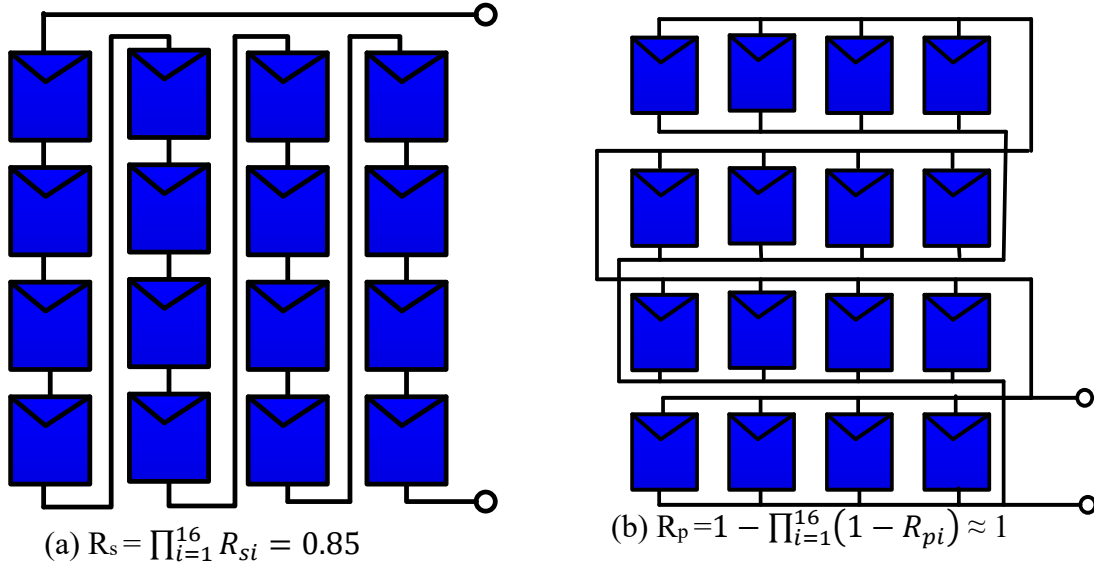 (a) Rₛ = ∏¹⁶ᵢ₌₁ Rₛᵢ = 0.85
(b) Rₚ =1 − ∏¹⁶ᵢ₌₁(1 − Rₚᵢ) ≈ 1